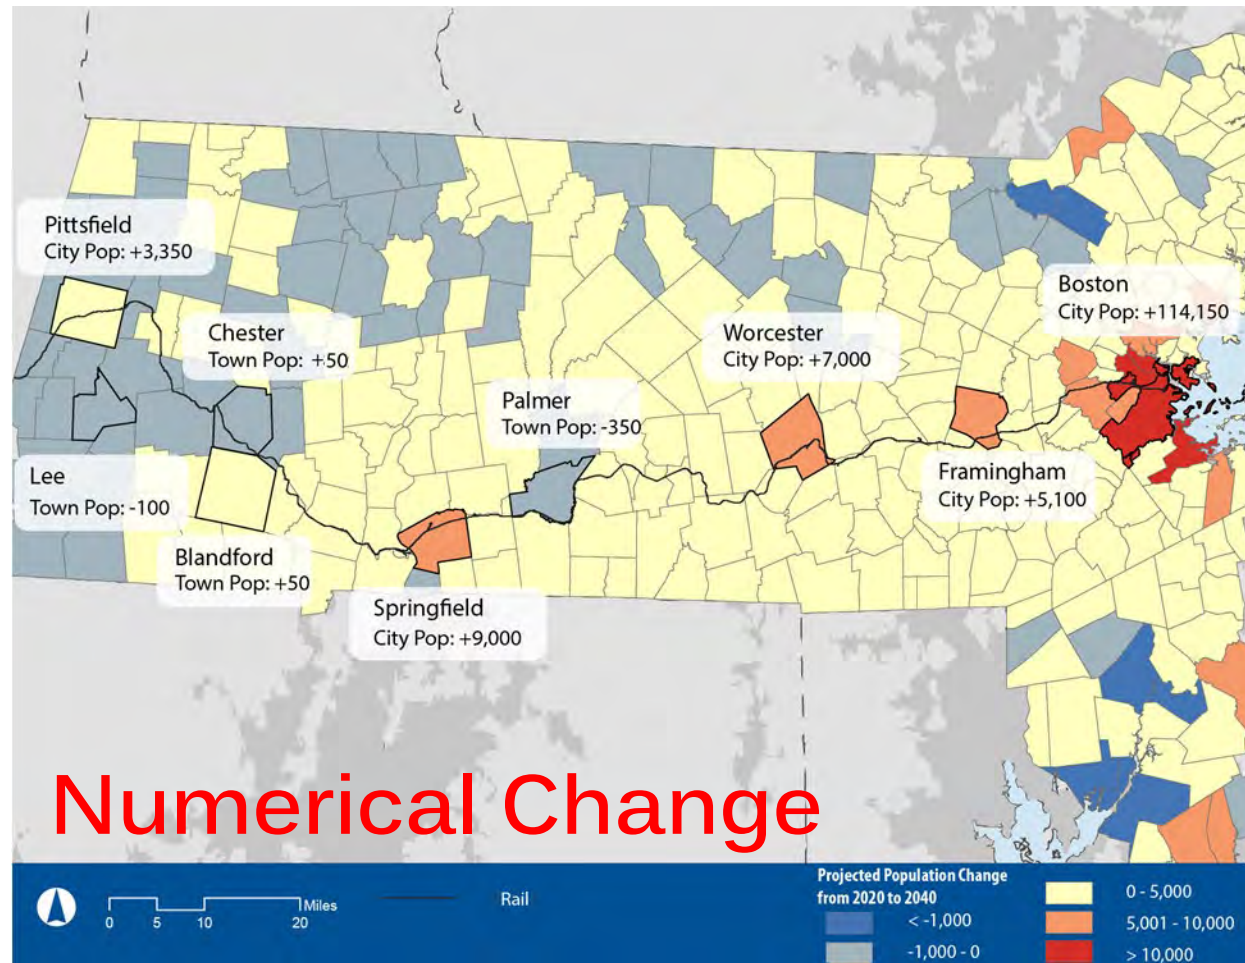 Pittsfield
City Pop: +3,350
Chester
Town Pop: +50
Boston
City Pop: +114,150
Worcester
City Pop: +7,000
Palmer
Town Pop: -350
Lee
Town Pop: -100
Framingham
City Pop: +5,100
Blandford
Town Pop: +50
Springfield
City Pop: +9,000
Numerical Change
0 5 10 20
Miles
Rail
Projected Population Change
from 2020 to 2040
< -1,000
-1,000 - 0
0 - 5,000
5,001 - 10,000
> 10,000